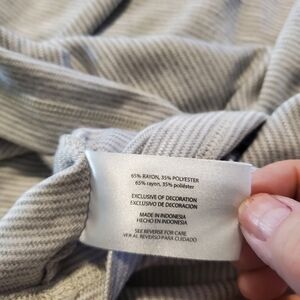 65% RAYON, 35% POLYESTER
65% rayon, 35% poliéster
EXCLUSIVE OF DECORATION
EXCLUSIVO DE DECORACIÓN
MADE IN INDONESIA
HECHO EN INDONESIA
SEE REVERSE FOR CARE
VER AL REVERSO PARA CUIDADO